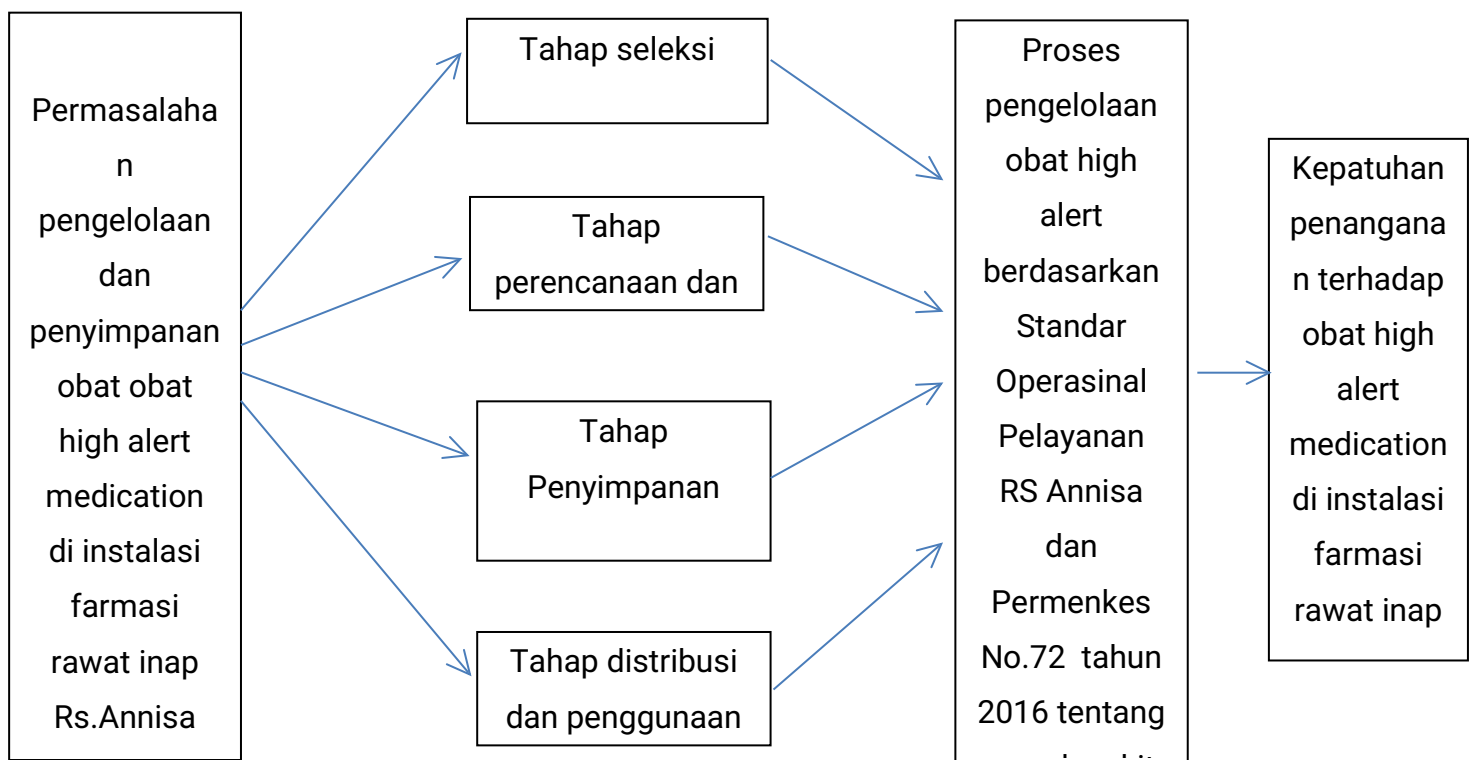 Permasalaha
n
pengelolaan
dan
penyimpanan
obat obat
high alert
medication
di instalasi
farmasi
rawat inap
Rs.Annisa
Tahap seleksi
Tahap
perencanaan dan
Tahap
Penyimpanan
Tahap distribusi
dan penggunaan
Proses
pengelolaan
obat high
alert
berdasarkan
Standar
Operasinal
Pelayanan
RS Annisa
dan
Permenkes
No.72 tahun
2016 tentang
Kepatuhan
penangana
n terhadap
obat high
alert
medication
di instalasi
farmasi
rawat inap